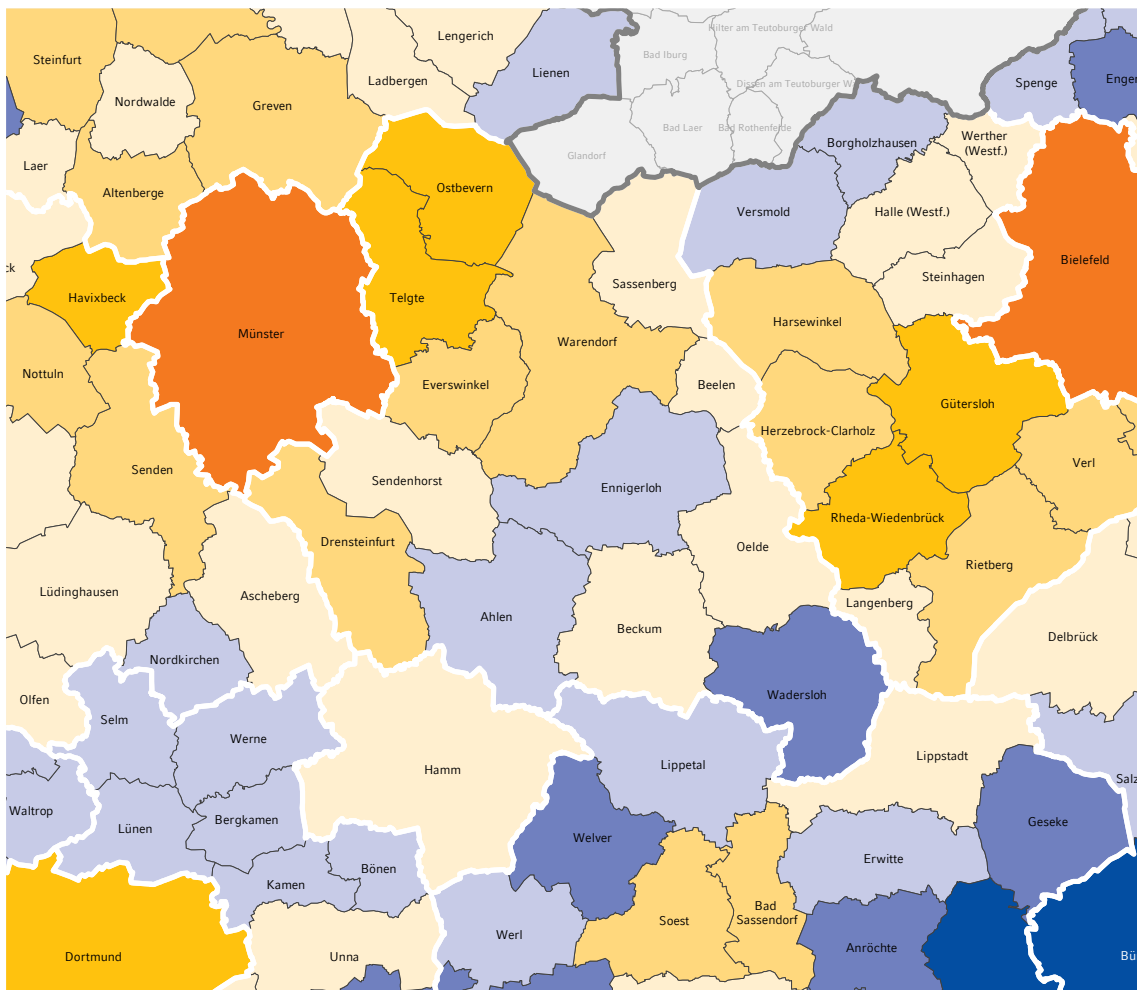 Lengerich
Hilter am Teutoburger Wald
Steinfurt
Bad Iburg
Lienen
Ladbergen
Enger
Spenge
Dissen am Teutoburger W
Nordwalde
Greven
Bad Laer
Bad Rothenfelde
Werther
(Westf.)
Borgholzhausen
Glandorf
Laer
Altenberge
Ostbevern
Versmold
Halle (Westf.)
Bielefeld
ck
Steinhagen
Sassenberg
Havixbeck
Telgte
Harsewinkel
Münster
Warendorf
Nottuln
Everswinkel
Beelen
Gütersloh
Herzebrock-Clarholz
Verl
Senden
Sendenhorst
Ennigerloh
Rheda-Wiedenbrück
Drensteinfurt
Oelde
Rietberg
Lüdinghausen
Ascheberg
Langenberg
Ahlen
Beckum
Delbrück
Nordkirchen
Wadersloh
Olfen
Selm
Werne
Lippstadt
Lippetal
Hamm
Salz
Waltrop
Bergkamen
Lünen
Geseke
Welver
Erwitte
Bönen
Kamen
Bad
Sassendorf
Soest
Werl
Anröchte
Dortmund
Unna
Bü